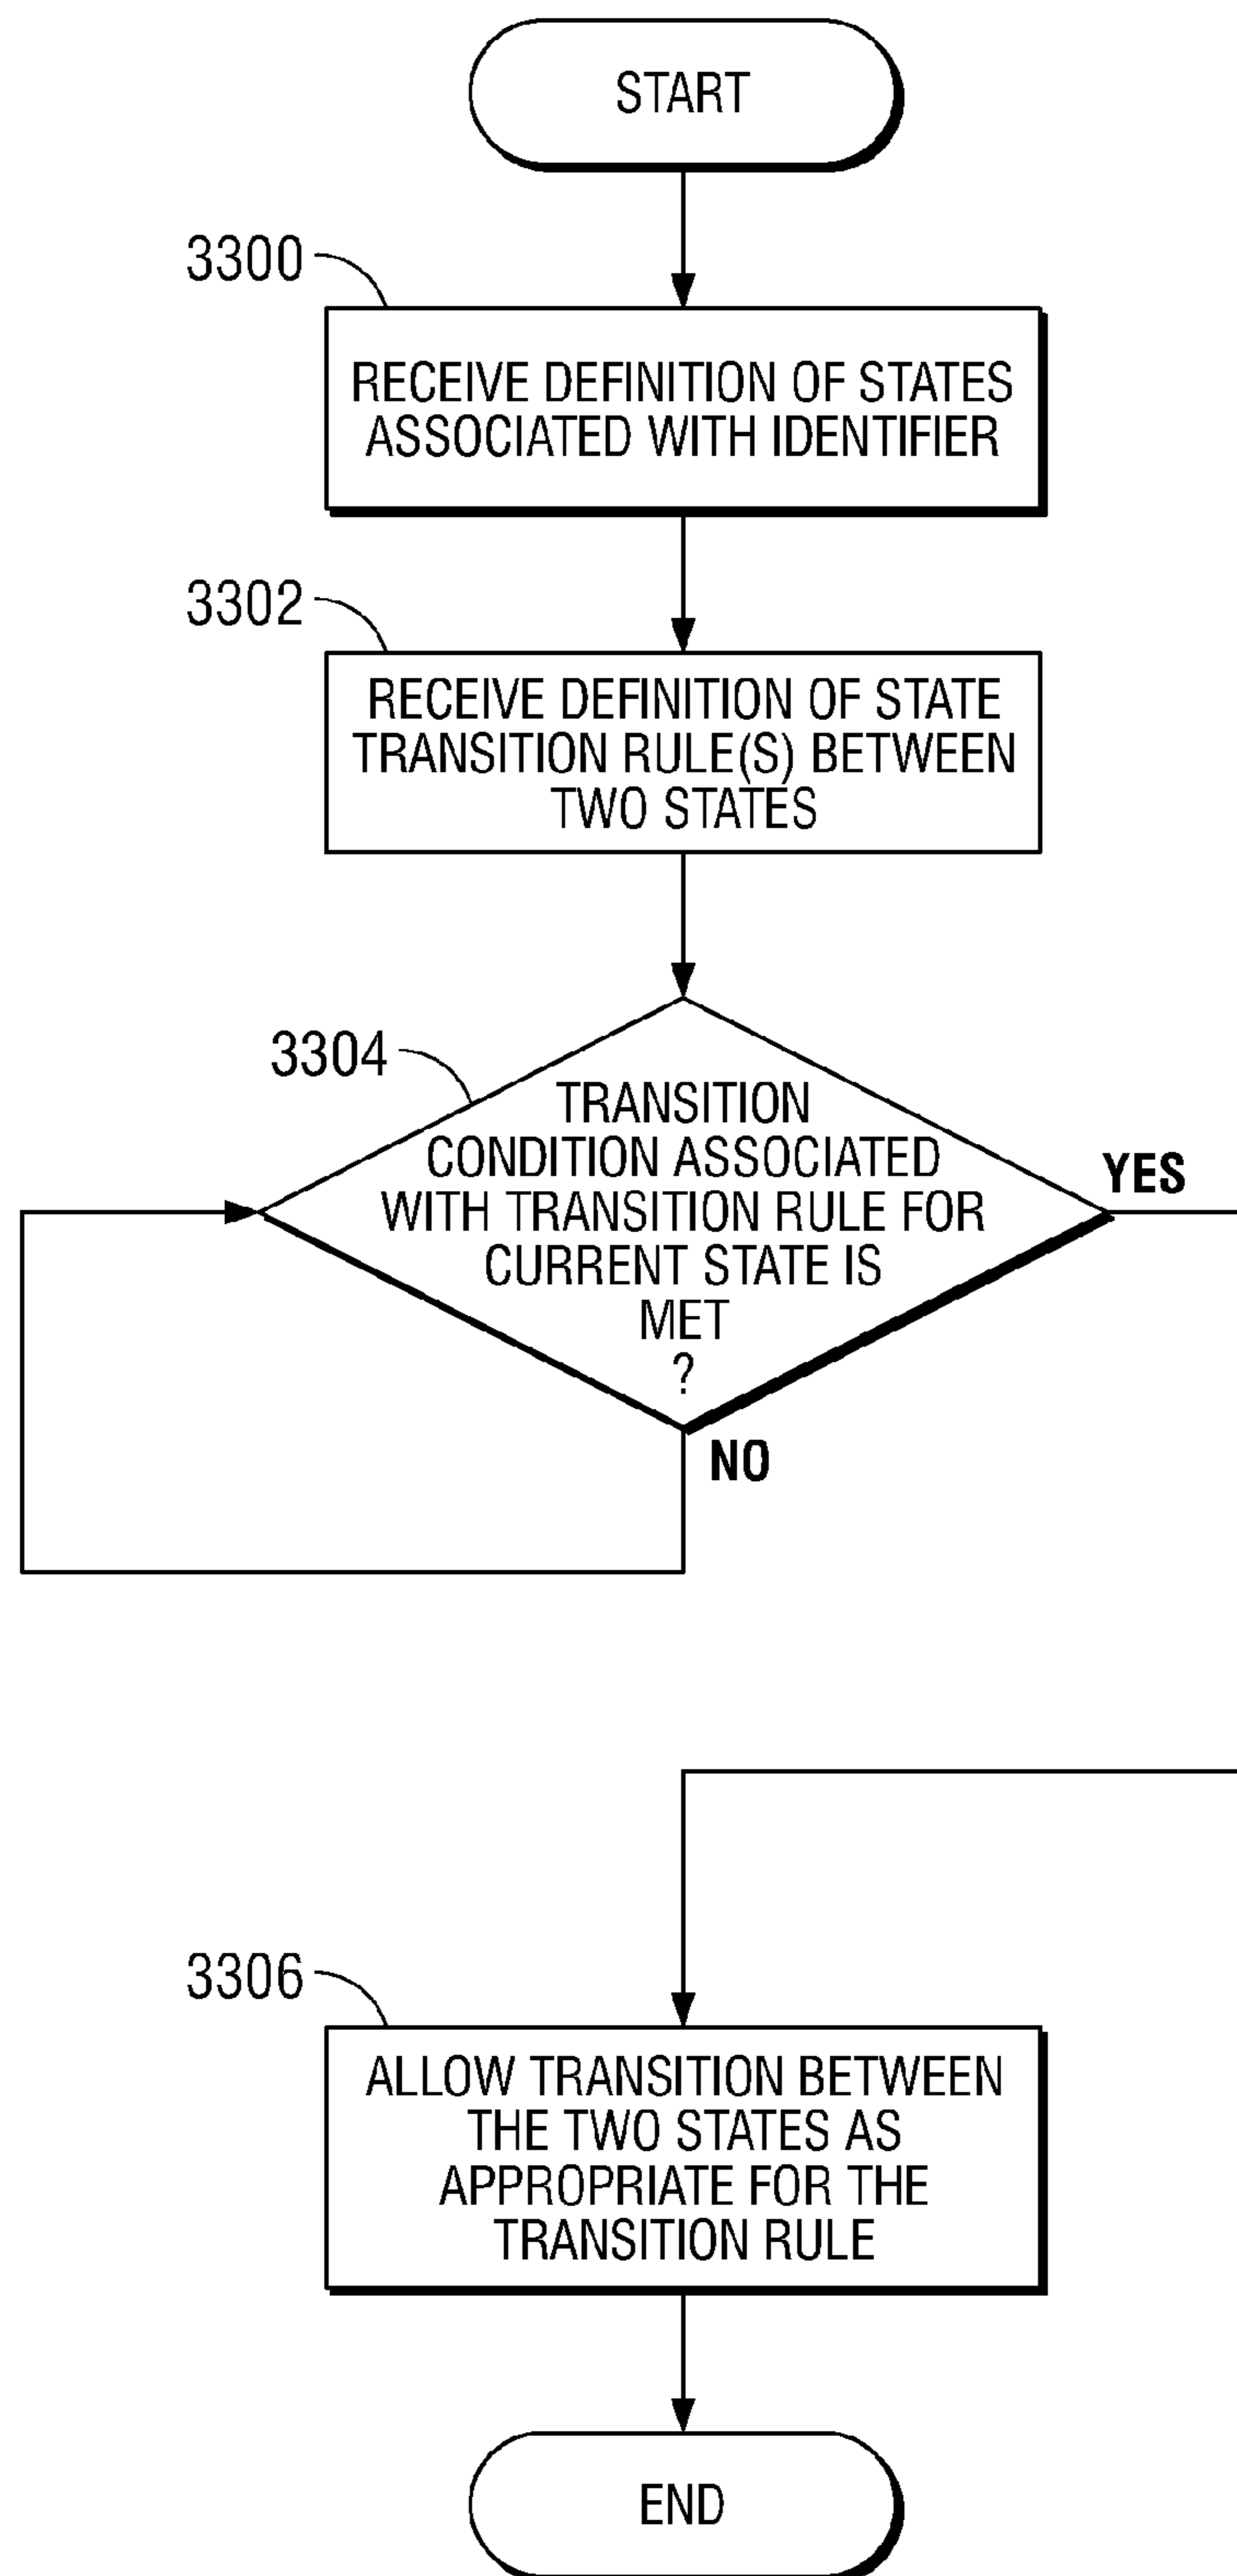 START
3300
RECEIVE DEFINITION OF STATES
ASSOCIATED WITH IDENTIFIER
3302
RECEIVE DEFINITION OF STATE
TRANSITION RULE(S) BETWEEN
TWO STATES
3304
TRANSITION
CONDITION ASSOCIATED
WITH TRANSITION RULE FOR
CURRENT STATE IS
MET
?
YES
NO
3306
ALLOW TRANSITION BETWEEN
THE TWO STATES AS
APPROPRIATE FOR THE
TRANSITION RULE
END